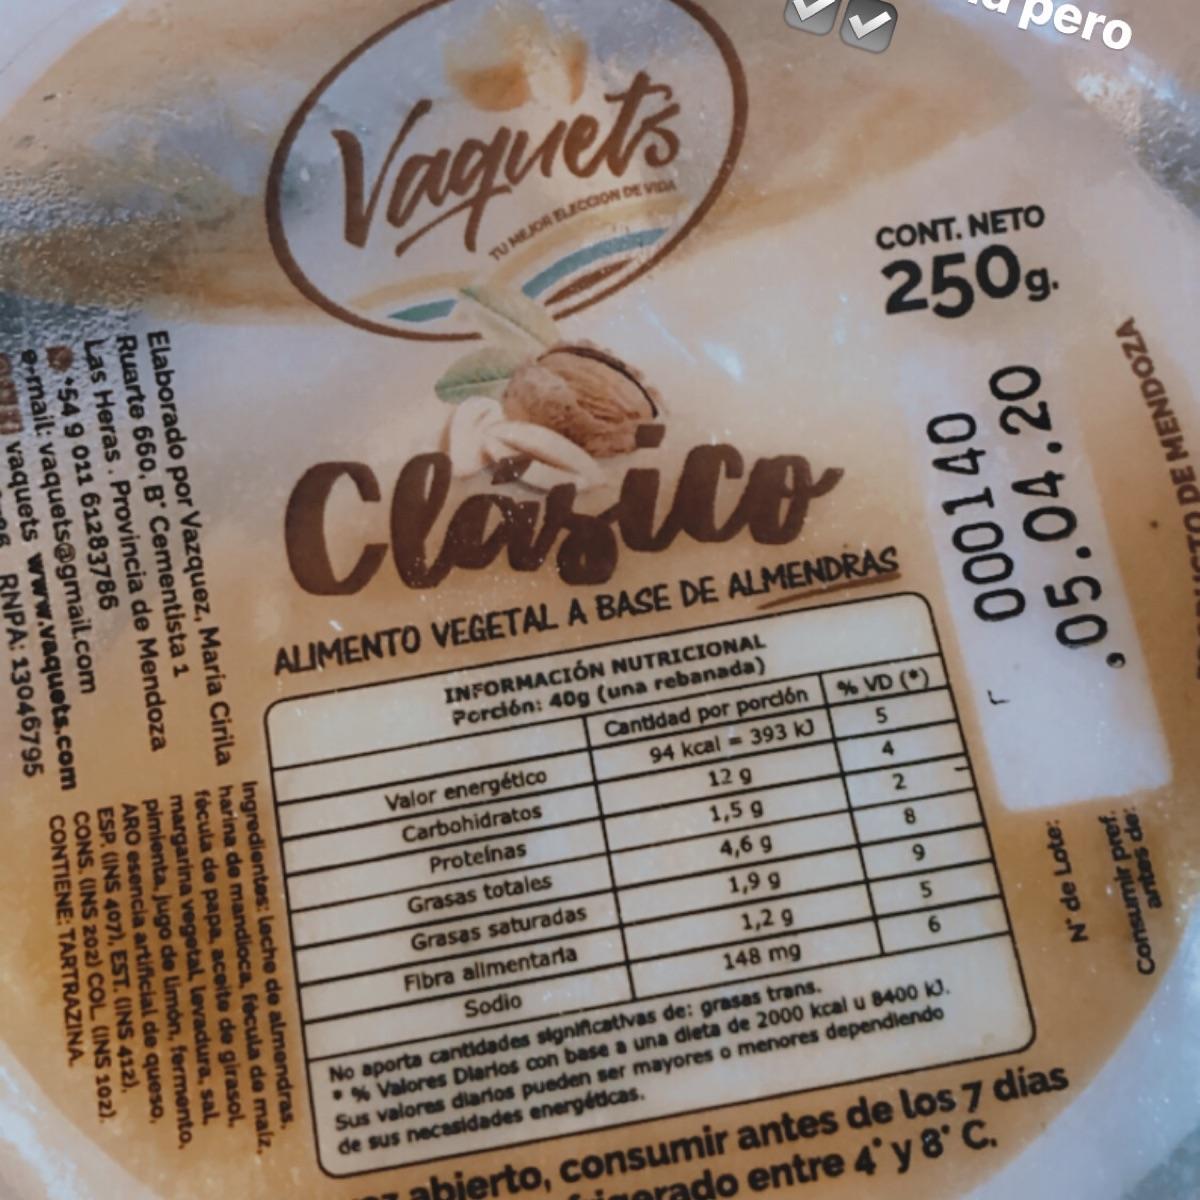 pero
Vaquets
TU MEJOR ELECCION DE VIDA
CONT. NETO
250g.
Clásico
ALIMENTO VEGETAL A BASE DE ALMENDRAS
INFORMACIÓN NUTRICIONAL
Porción: 40g (una rebanada)
Cantidad por porción % VD (*)
Valor energético 94 kcal = 393 kJ 5
Carbohidratos 12 g 4
Proteínas 1,5 g 2
Grasas totales 4,6 g 8
Grasas saturadas 1,9 g 9
Fibra alimentaria 1,2 g 5
Sodio 148 mg 6
No aporta cantidades significativas de: grasas trans.
* % Valores Diarios con base a una dieta de 2000 kcal u 8400 kJ.
Sus valores diarios pueden ser mayores o menores dependiendo
de sus necesidades energéticas.
abierto, consumir antes de los 7 días
entre 4° y 8° C.
Elaborado por Vazquez, María Cirila
Ruarte 660, B° Cementista 1
Las Heras . Provincia de Mendoza
+54 9 011 61283786
e-mail: vaquets@gmail.com
vaquets www.vaquets.com
RNPA: 13046795
Ingredientes: leche de almendras,
harina de mandioca, fécula de maíz,
fécula de papa, aceite de girasol,
margarina vegetal, levadura, sal,
pimienta, jugo de limón, fermento,
ARO esencia artificial de queso,
ESP. (INS 407), EST. (INS 412),
CONS. (INS 202) COL. (INS 102).
CONTIENE: TARTRAZINA.
000140
05.04.20
N° de Lote:
Consumir pref.
antes de:
DE MENDOZA